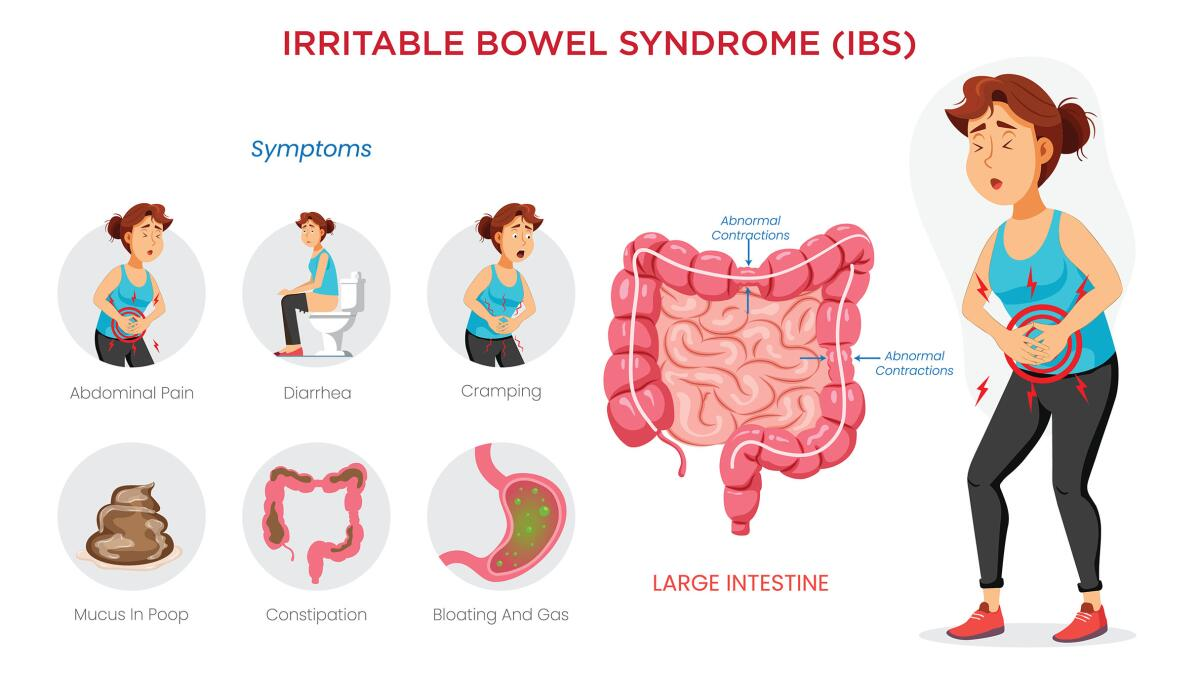 IRRITABLE BOWEL SYNDROME (IBS)
Symptoms
Abdominal Pain
Diarrhea
Cramping
Mucus In Poop
Constipation
Bloating And Gas
Abnormal
Contractions
Abnormal
Contractions
LARGE INTESTINE